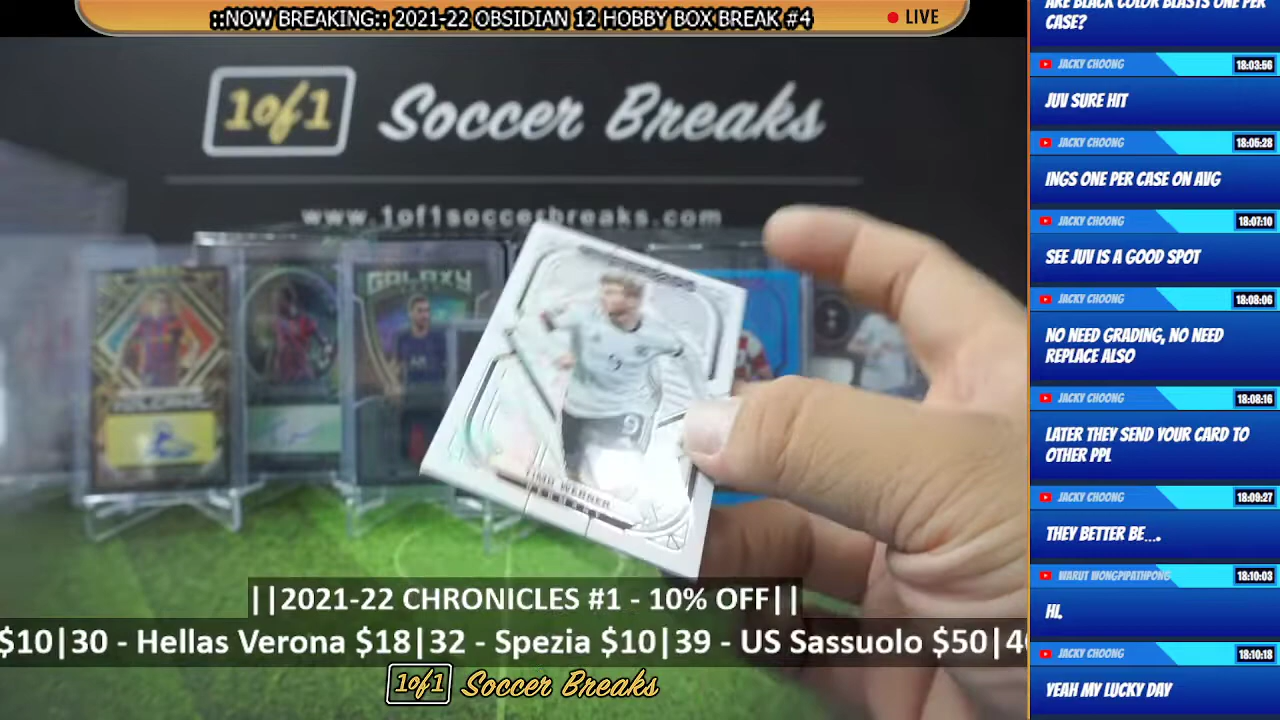 ::NOW BREAKING:: 2021-22 OBSIDIAN 12 HOBBY BOX BREAK #4
LIVE
1of1 Soccer Breaks
www.1of1soccerbreaks.com
GALAXY
TIMO WERNER
9
||2021-22 CHRONICLES #1 - 10% OFF||
$10|30 - Hellas Verona $18|32 - Spezia $10|39 - US Sassuolo $50|4
1of1 Soccer Breaks
ARE BLACK COLOR BLASTS ONE PER
CASE?
JACKY CHOONG 18:03:56
JUV SURE HIT
JACKY CHOONG 18:05:28
INGS ONE PER CASE ON AVG
JACKY CHOONG 18:07:10
SEE JUV IS A GOOD SPOT
JACKY CHOONG 18:08:06
NO NEED GRADING, NO NEED
REPLACE ALSO
JACKY CHOONG 18:08:16
LATER THEY SEND YOUR CARD TO
OTHER PPL
JACKY CHOONG 18:09:27
THEY BETTER BE....
WARUT WONGPIPATHPONG 18:10:03
HI.
JACKY CHOONG 18:10:18
YEAH MY LUCKY DAY